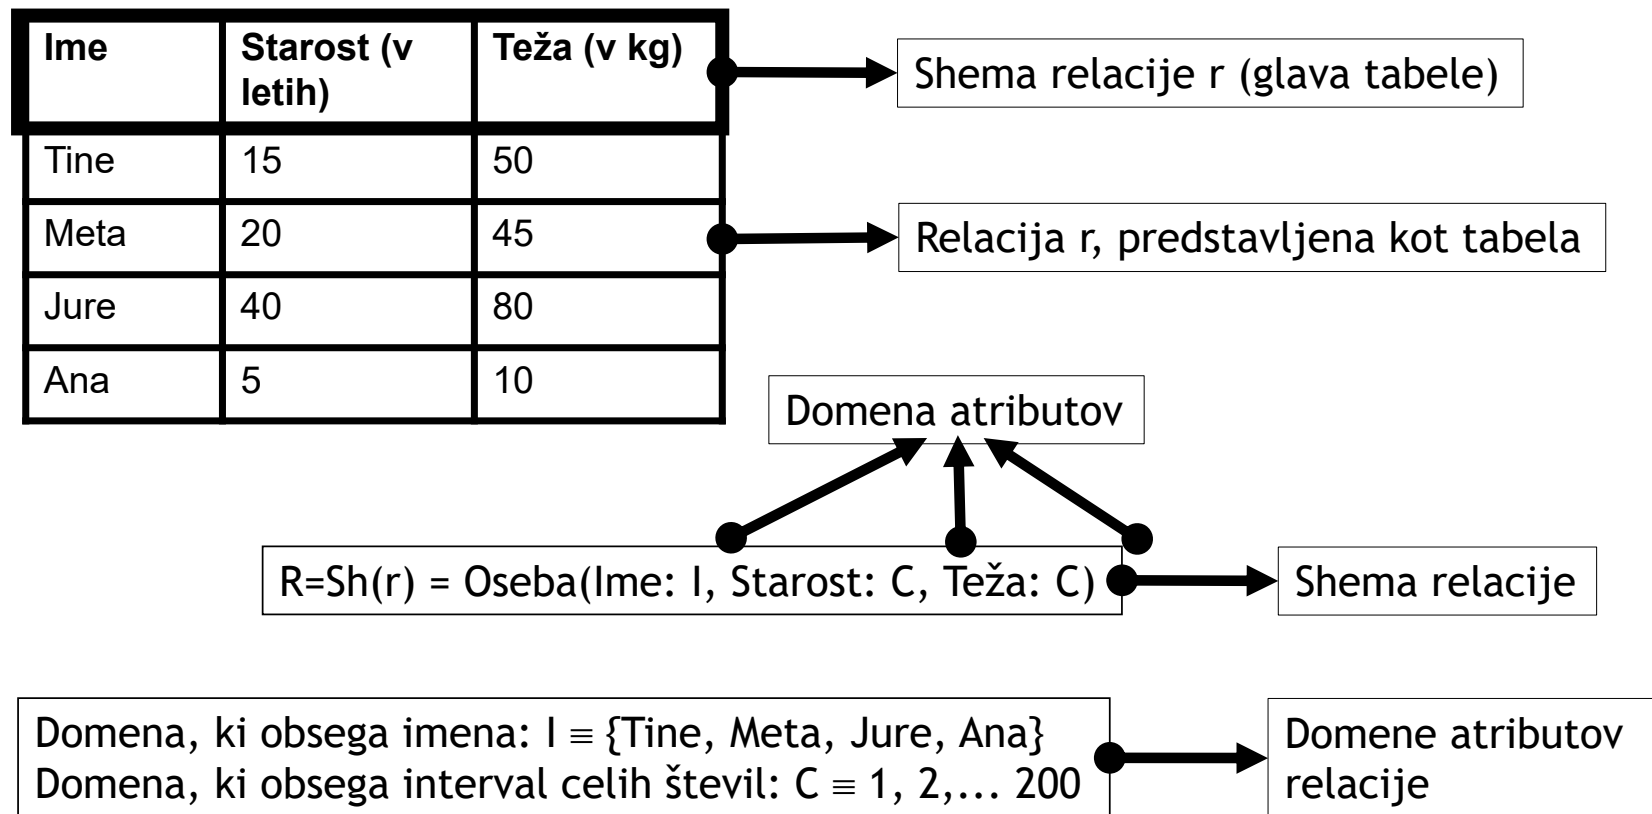 Ime Starost (v Teža (v kg)
letih)
Shema relacije r (glava tabele)
Tine 15 50
Meta 20 45
Relacija r, predstavljena kot tabela
Jure 40 80
Ana 5 10
Domena atributov
R=Sh(r) = Oseba(Ime: I, Starost: C, Teža: C)
Shema relacije
Domena, ki obsega imena: I ≡ {Tine, Meta, Jure, Ana}
Domena, ki obsega interval celih števil: C ≡ 1, 2,... 200
Domene atributov
relacije